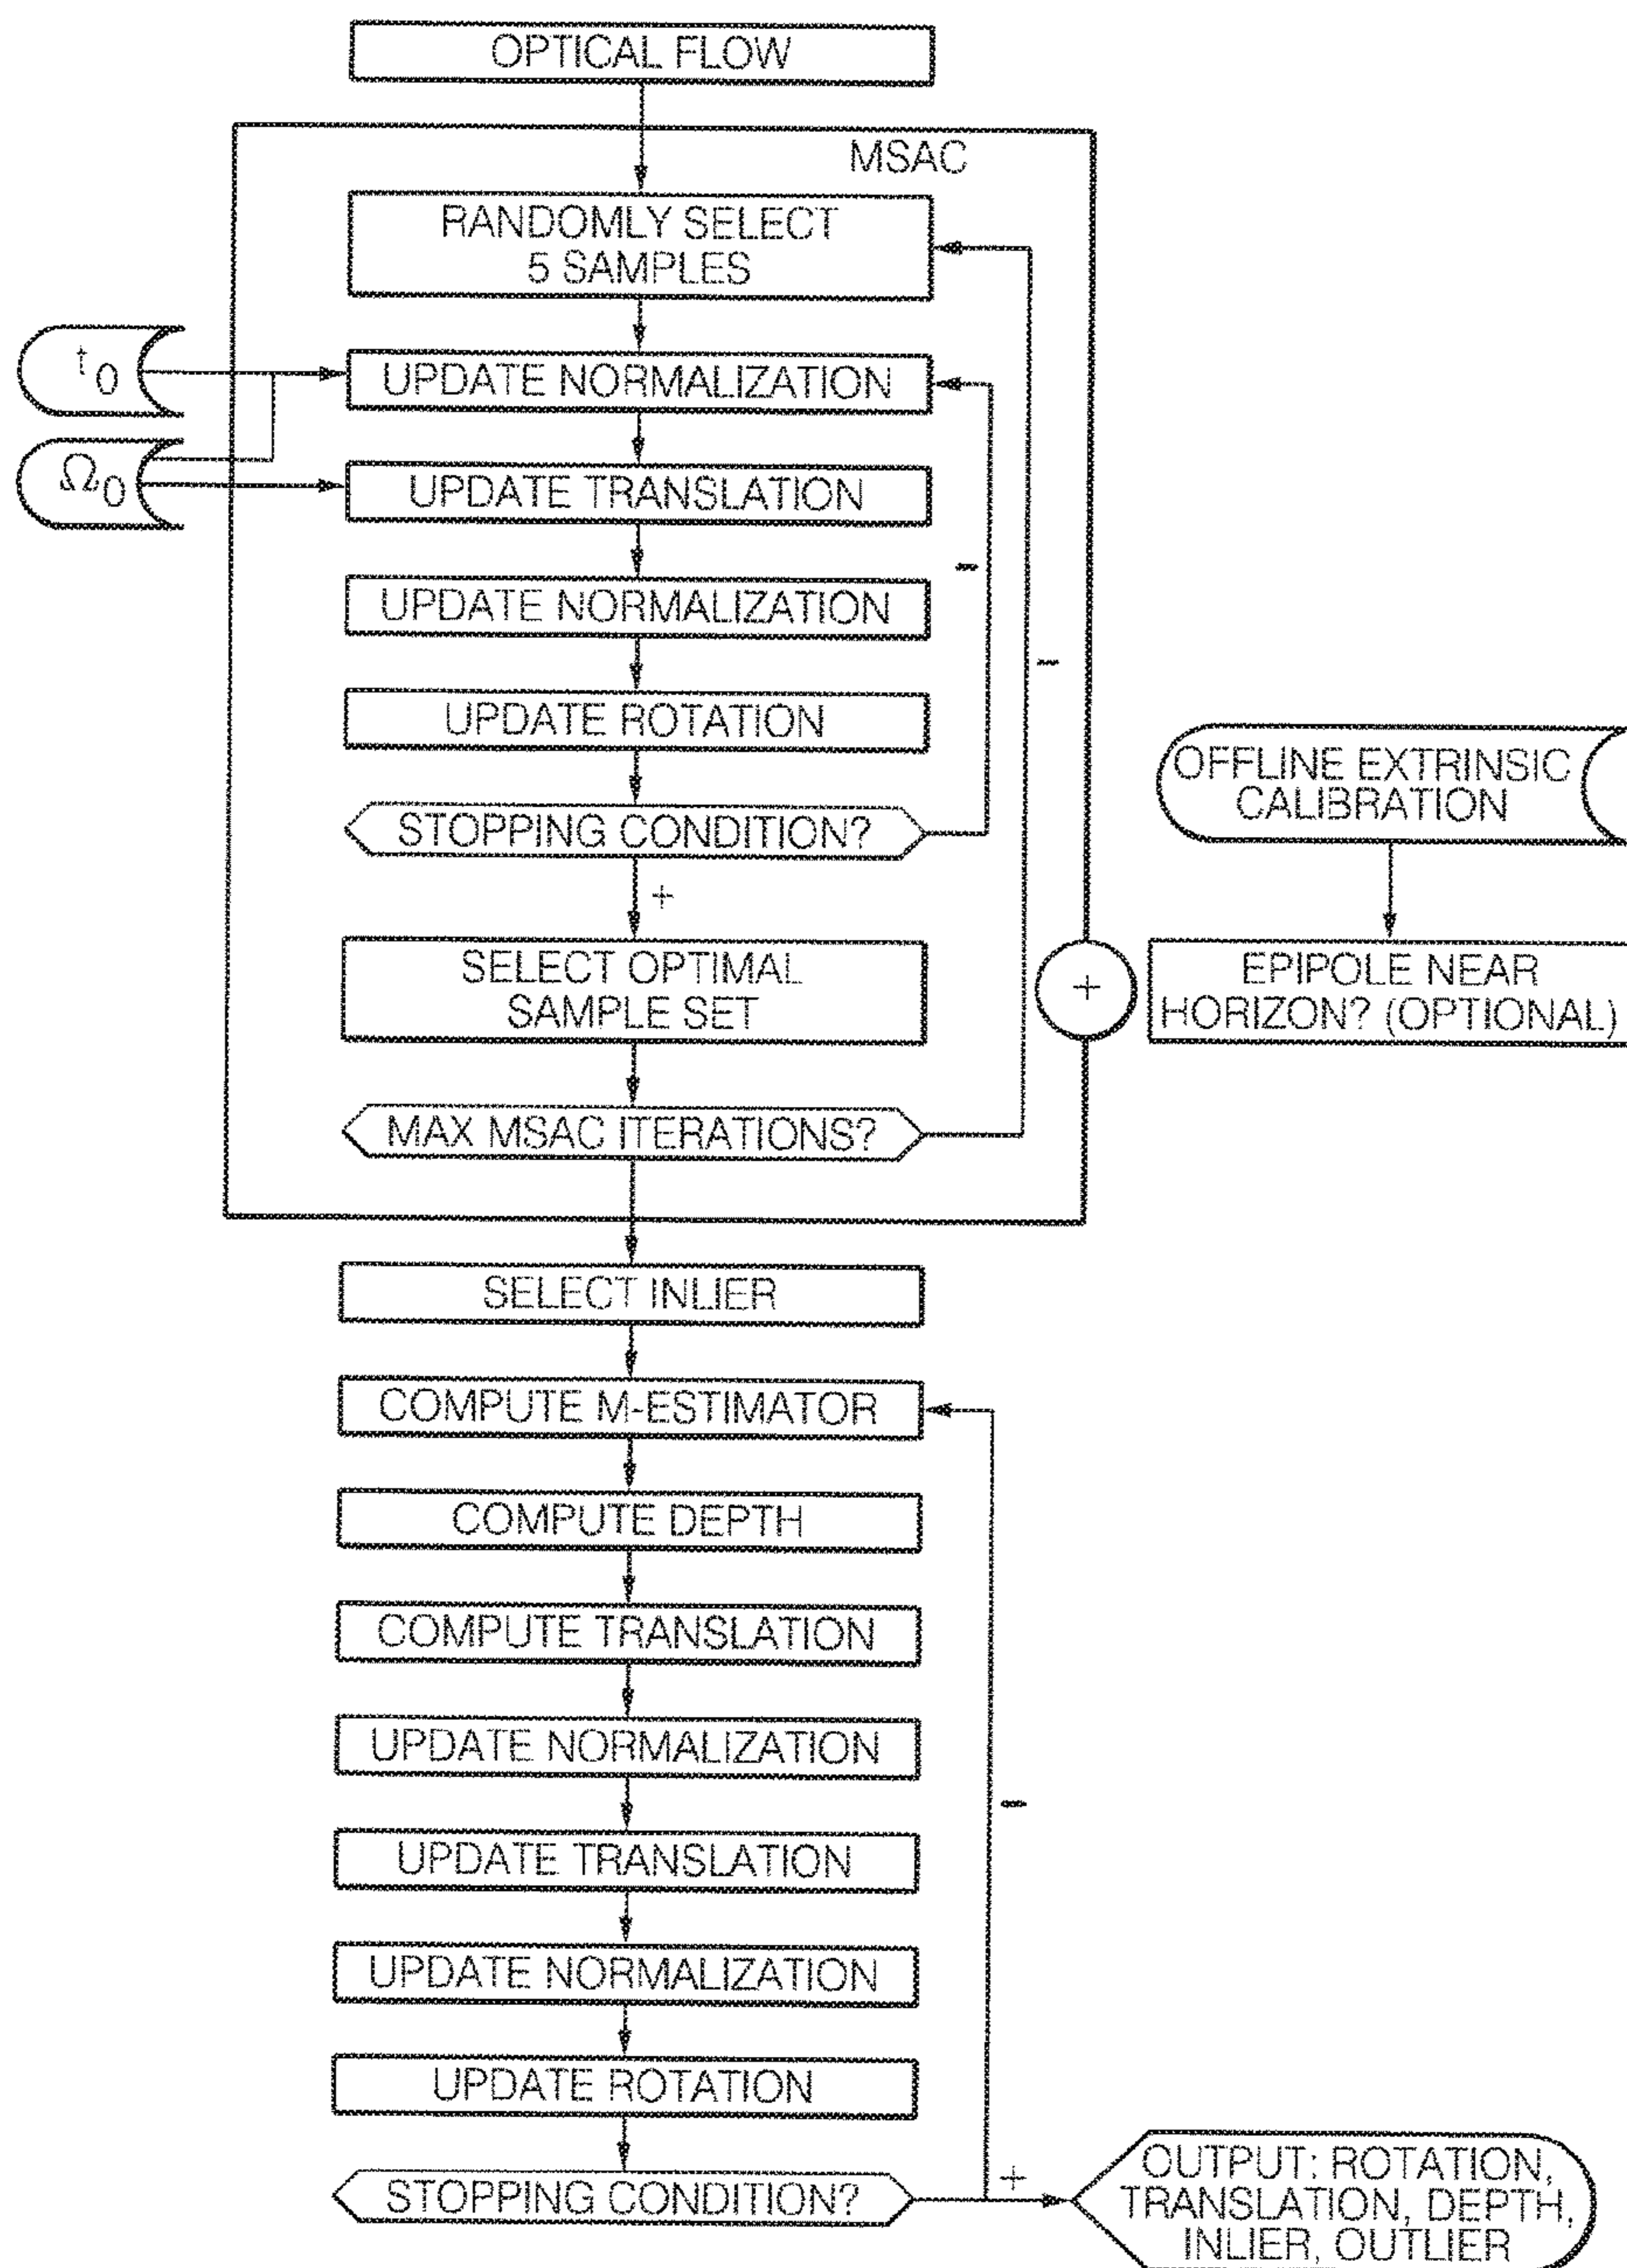 OPTICAL FLOW
MSAC
RANDOMLY SELECT
5 SAMPLES
t0
UPDATE NORMALIZATION
Ω0
UPDATE TRANSLATION
-
UPDATE NORMALIZATION
-
UPDATE ROTATION
OFFLINE EXTRINSIC
CALIBRATION
STOPPING CONDITION?
+
SELECT OPTIMAL
SAMPLE SET
+
EPIPOLE NEAR
HORIZON? (OPTIONAL)
MAX MSAC ITERATIONS?
SELECT INLIER
COMPUTE M-ESTIMATOR
COMPUTE DEPTH
COMPUTE TRANSLATION
UPDATE NORMALIZATION
-
UPDATE TRANSLATION
UPDATE NORMALIZATION
UPDATE ROTATION
STOPPING CONDITION?
+
OUTPUT: ROTATION,
TRANSLATION, DEPTH,
INLIER, OUTLIER